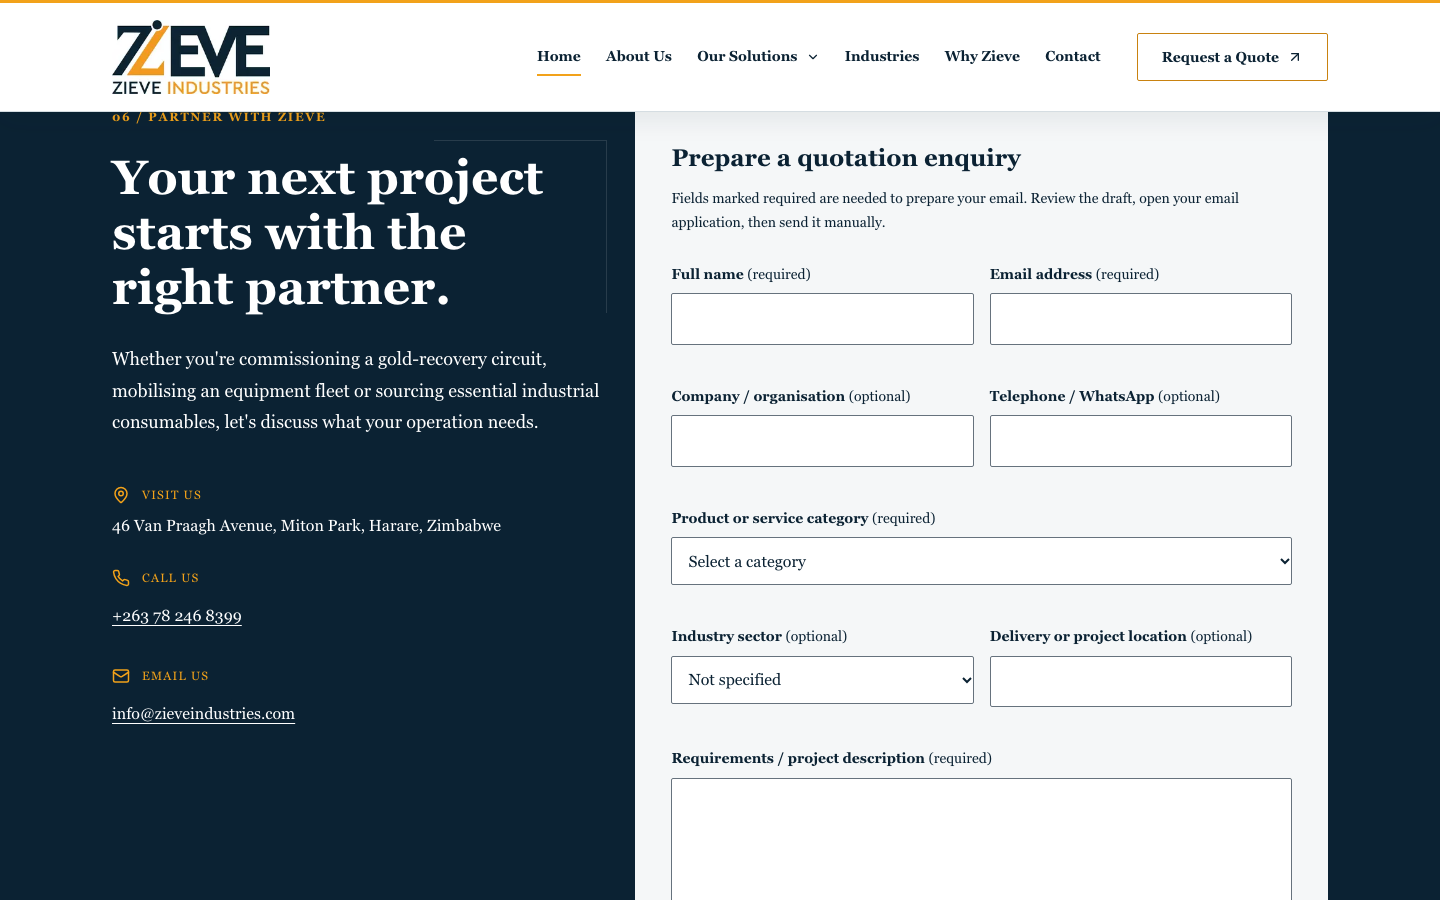 ZIEVE
ZIEVE INDUSTRIES
Home
About Us
Our Solutions
Industries
Why Zieve
Contact
Request a Quote
06 / PARTNER WITH ZIEVE
Your next project
starts with the
right partner.
Whether you're commissioning a gold-recovery circuit,
mobilising an equipment fleet or sourcing essential industrial
consumables, let's discuss what your operation needs.
VISIT US
46 Van Praagh Avenue, Miton Park, Harare, Zimbabwe
CALL US
+263 78 246 8399
EMAIL US
info@zieveindustries.com
Prepare a quotation enquiry
Fields marked required are needed to prepare your email. Review the draft, open your email
application, then send it manually.
Full name (required)
Email address (required)
Company / organisation (optional)
Telephone / WhatsApp (optional)
Product or service category (required)
Select a category
Industry sector (optional)
Delivery or project location (optional)
Not specified
Requirements / project description (required)